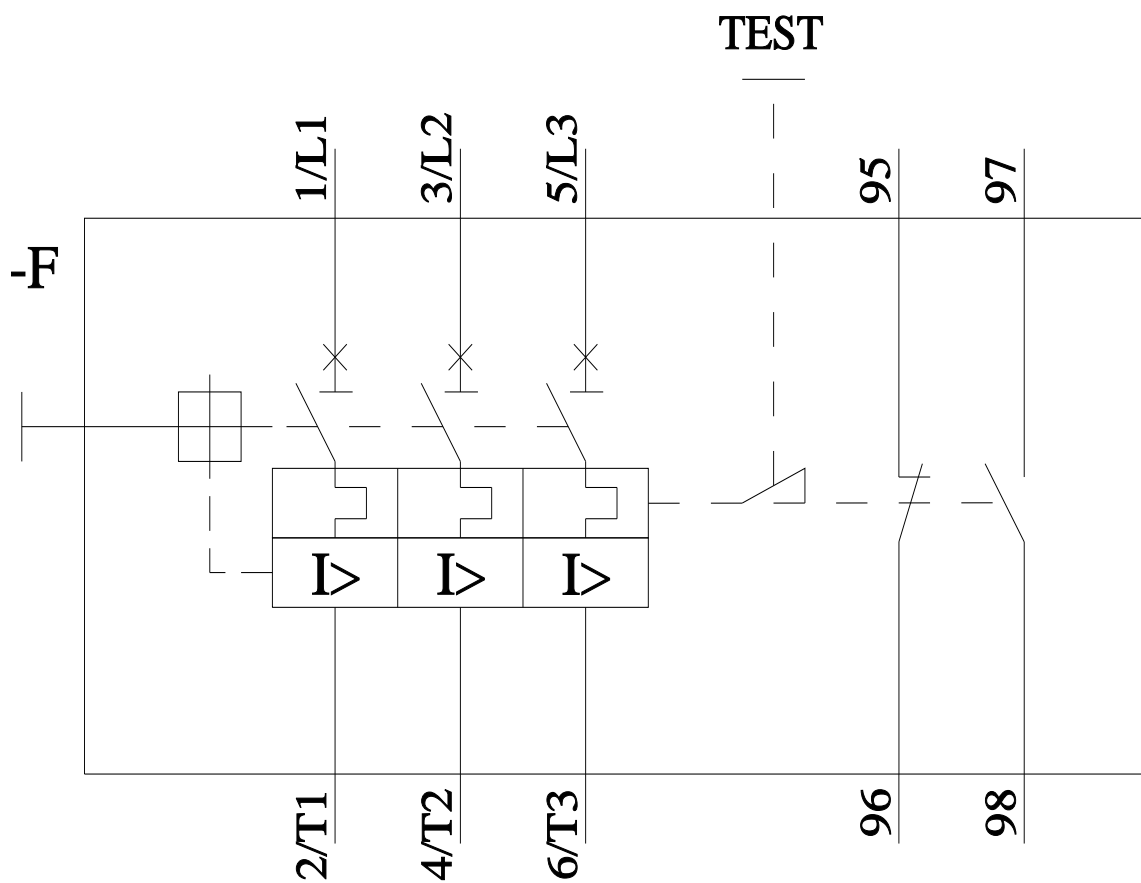 TEST
1/L1
3/L2
5/L3
95
97
-F
I>
I>
I>
2/T1
4/T2
6/T3
96
98